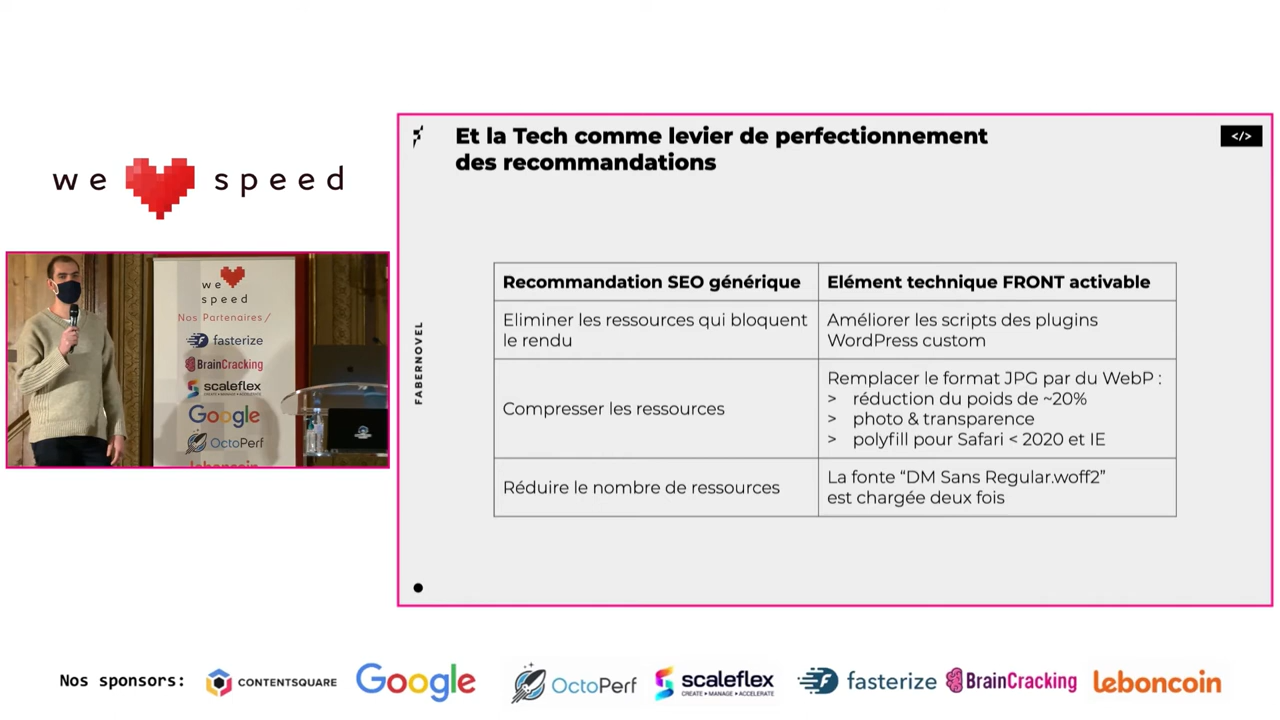 we speed
we
speed
Nos Partenaires/
fasterize
BrainCracking
scaleflex
CREATE • MANAGE • ACCELERATE
Google
OctoPerf
leboncoin
Et la Tech comme levier de perfectionnement
des recommandations
</>
FABERNOVEL
Recommandation SEO générique
Elément technique FRONT activable
Eliminer les ressources qui bloquent
le rendu
Améliorer les scripts des plugins
WordPress custom
Compresser les ressources
Remplacer le format JPG par du WebP :
> réduction du poids de ~20%
> photo & transparence
> polyfill pour Safari < 2020 et IE
Réduire le nombre de ressources
La fonte “DM Sans Regular.woff2”
est chargée deux fois
Nos sponsors:
CONTENTSQUARE
Google
OctoPerf
scaleflex
CREATE • MANAGE • ACCELERATE
fasterize
BrainCracking
leboncoin